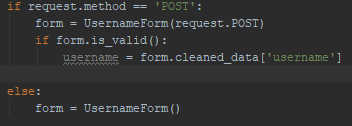 if request.method == 'POST':
    form = UsernameForm(request.POST)
    if form.is_valid():
        username = form.cleaned_data['username']
else:
    form = UsernameForm()